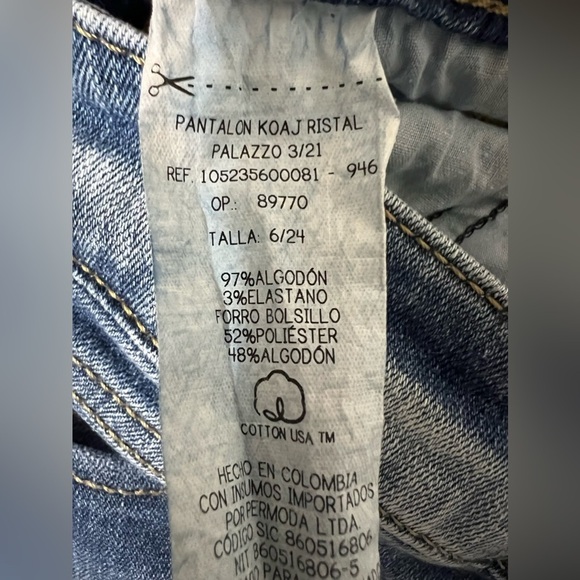 PANTALON KOAJ RISTAL
PALAZZO 3/21
REF. 105235600081 - 946
OP.: 89770
TALLA: 6/24
97%ALGODÓN
3%ELASTANO
FORRO BOLSILLO
52%POLIÉSTER
48%ALGODÓN
COTTON USA ™
HECHO EN COLOMBIA
CON INSUMOS IMPORTADOS
POR PERMODA LTDA.
CÓDIGO SIC 860516806
NIT 860516806-5
PARA